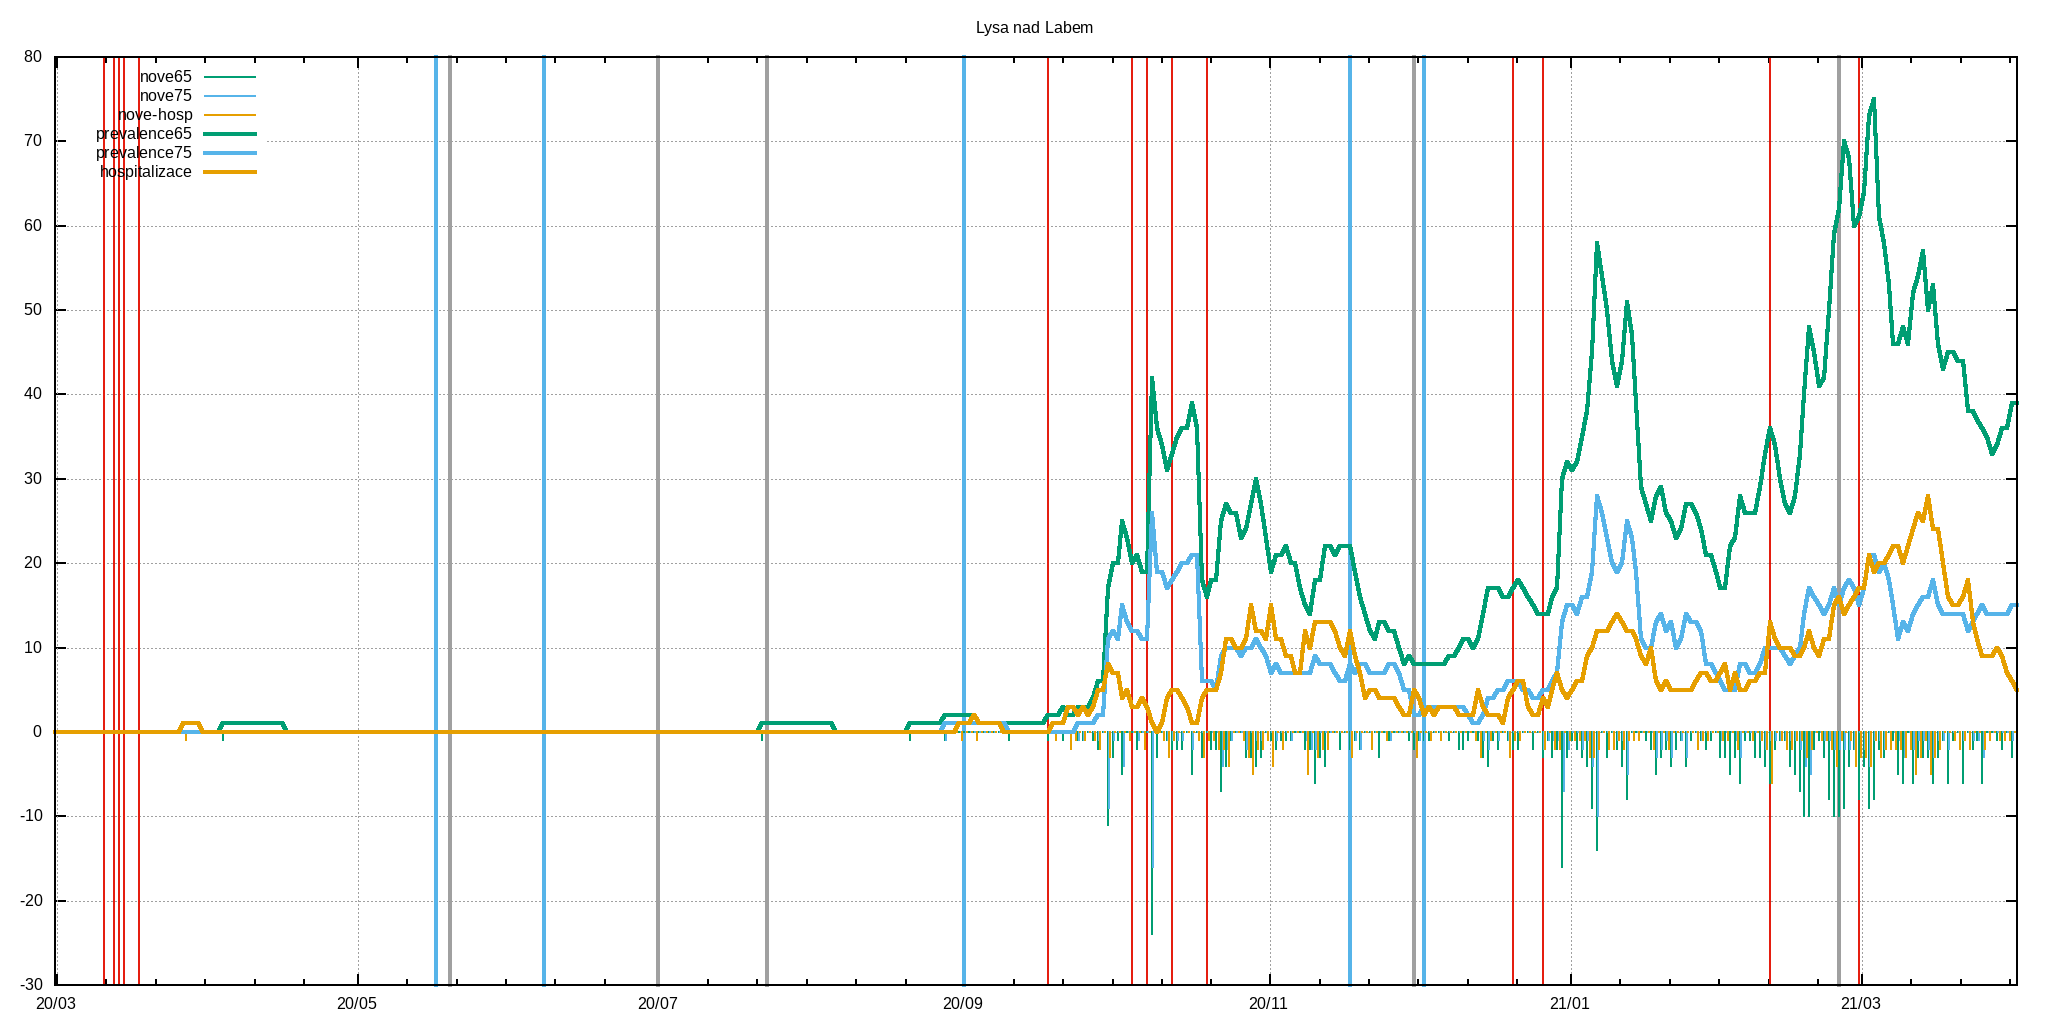 Lysa nad Labem
80
70
60
50
40
30
20
10
0
-10
-20
-30
nove65
nove75
nove-hosp
prevalence65
prevalence75
hospitalizace
20/03 20/05 20/07 20/09 20/11 21/01 21/03